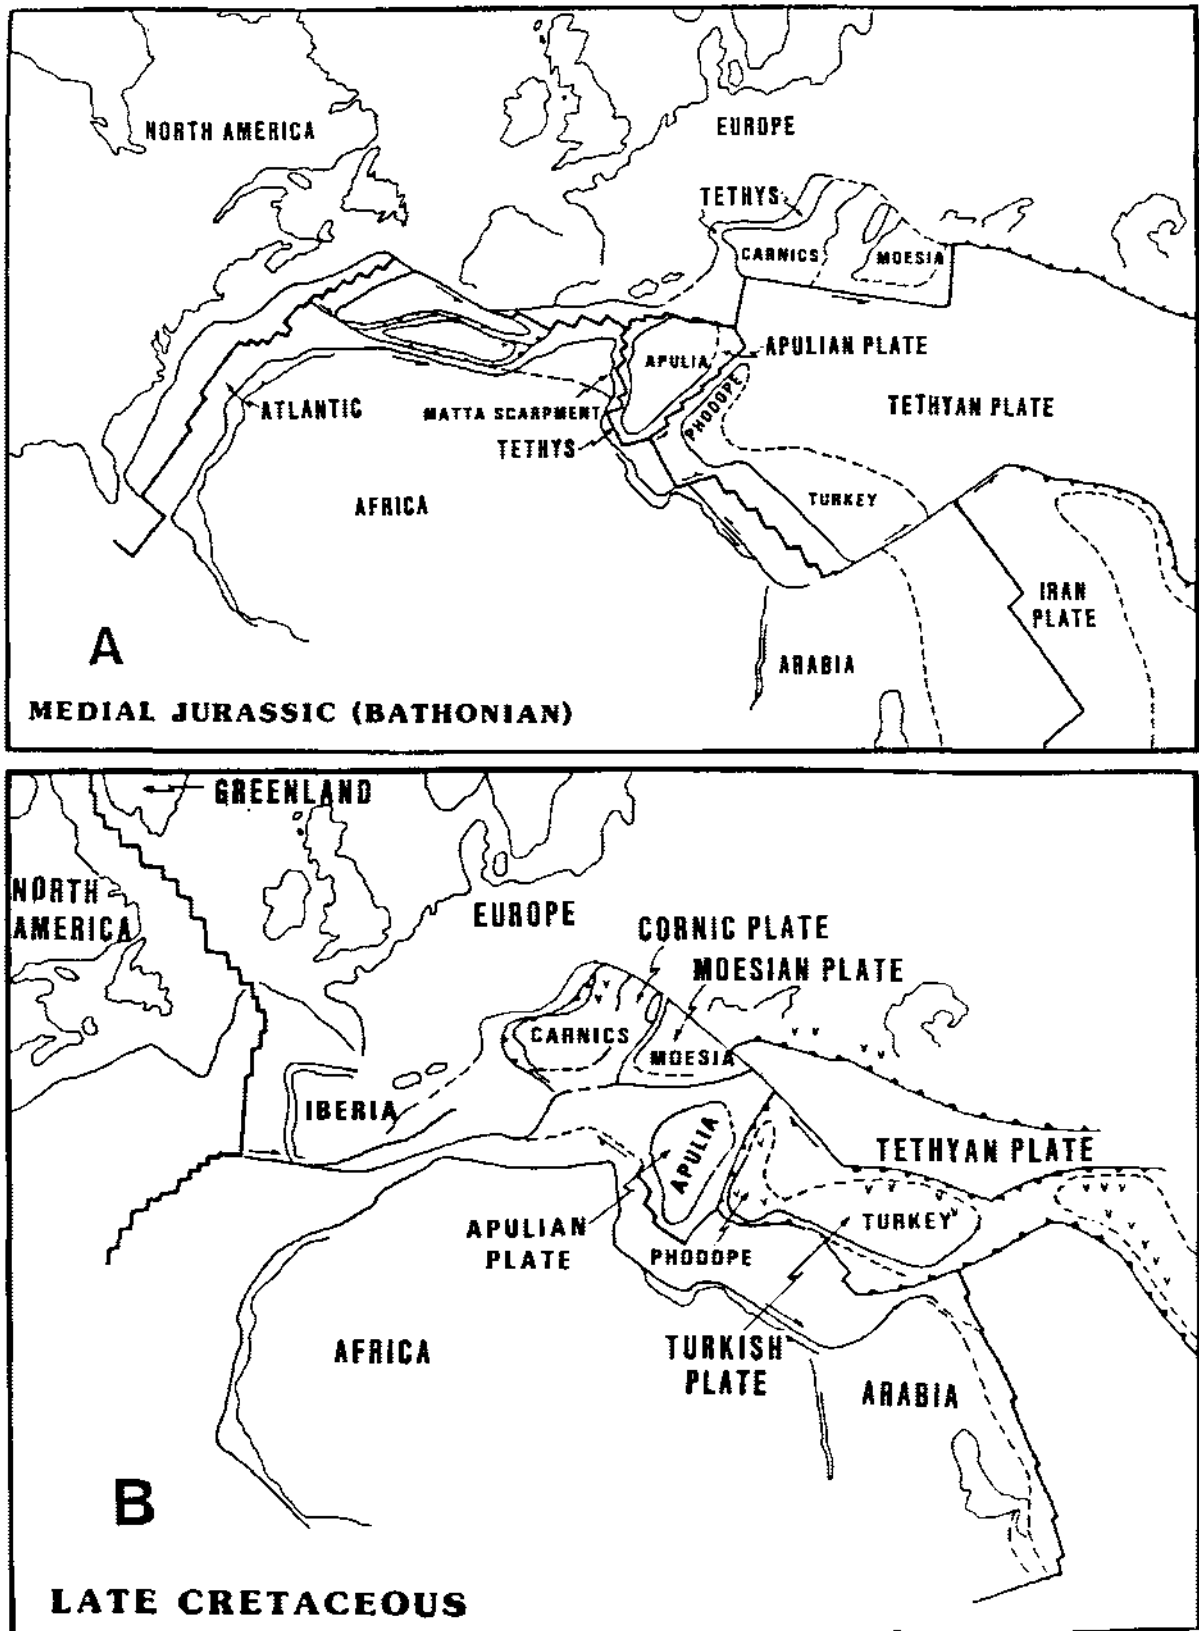 NORTH AMERICA
EUROPE
TETHYS
CARNICS
MOESIA
APULIA
APULIAN PLATE
PHODOPE
ATLANTIC
MATTA SCARPMENT
TETHYS
TETHYAN PLATE
AFRICA
TURKEY
IRAN
PLATE
ARABIA
A
MEDIAL JURASSIC (BATHONIAN)
GREENLAND
NORTH
AMERICA
EUROPE
CORNIC PLATE
MOESIAN PLATE
CARNICS
MOESIA
IBERIA
APULIA
TETHYAN PLATE
TURKEY
APULIAN
PLATE
PHODOPE
AFRICA
TURKISH
PLATE
ARABIA
B
LATE CRETACEOUS